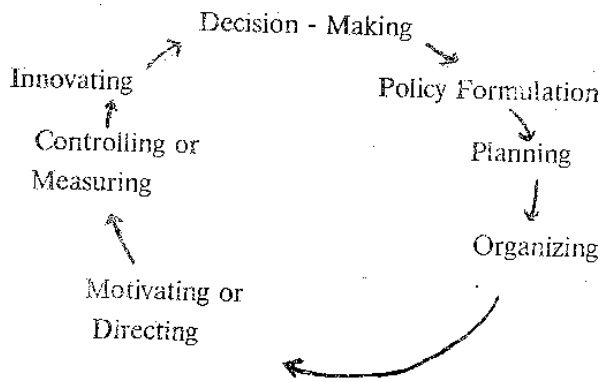 Decision - Making
Innovating
Policy Formulation
Controlling or
Measuring
Planning
Organizing
Motivating or
Directing